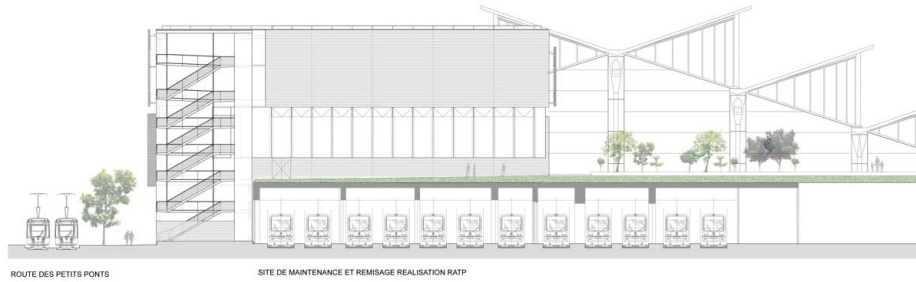 ROUTE DES PETITS PONTS
SITE DE MAINTENANCE ET REMISAGE REALISATION RATP